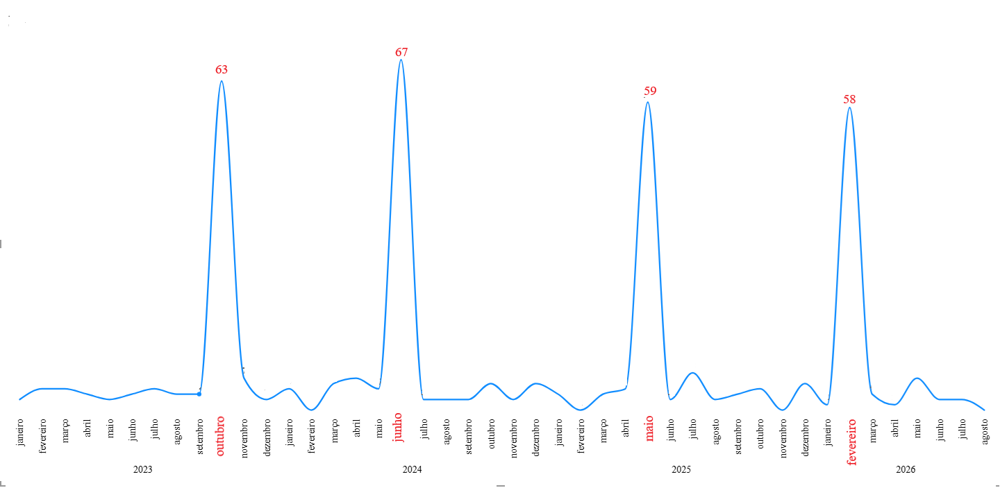 67
63
59
58
janeiro
fevereiro
março
abril
maio
junho
julho
agosto
setembro
outubro
novembro
dezembro
janeiro
fevereiro
março
abril
maio
junho
julho
agosto
setembro
outubro
novembro
dezembro
janeiro
fevereiro
março
abril
maio
junho
julho
agosto
setembro
outubro
novembro
dezembro
janeiro
fevereiro
março
abril
maio
junho
julho
agosto
2023
2024
2025
2026